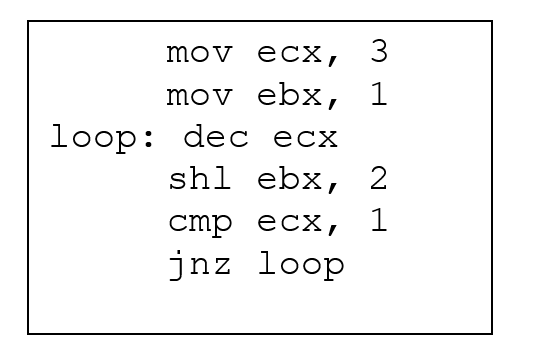 mov ecx, 3
mov ebx, 1
loop: dec ecx
shl ebx, 2
cmp ecx, 1
jnz loop